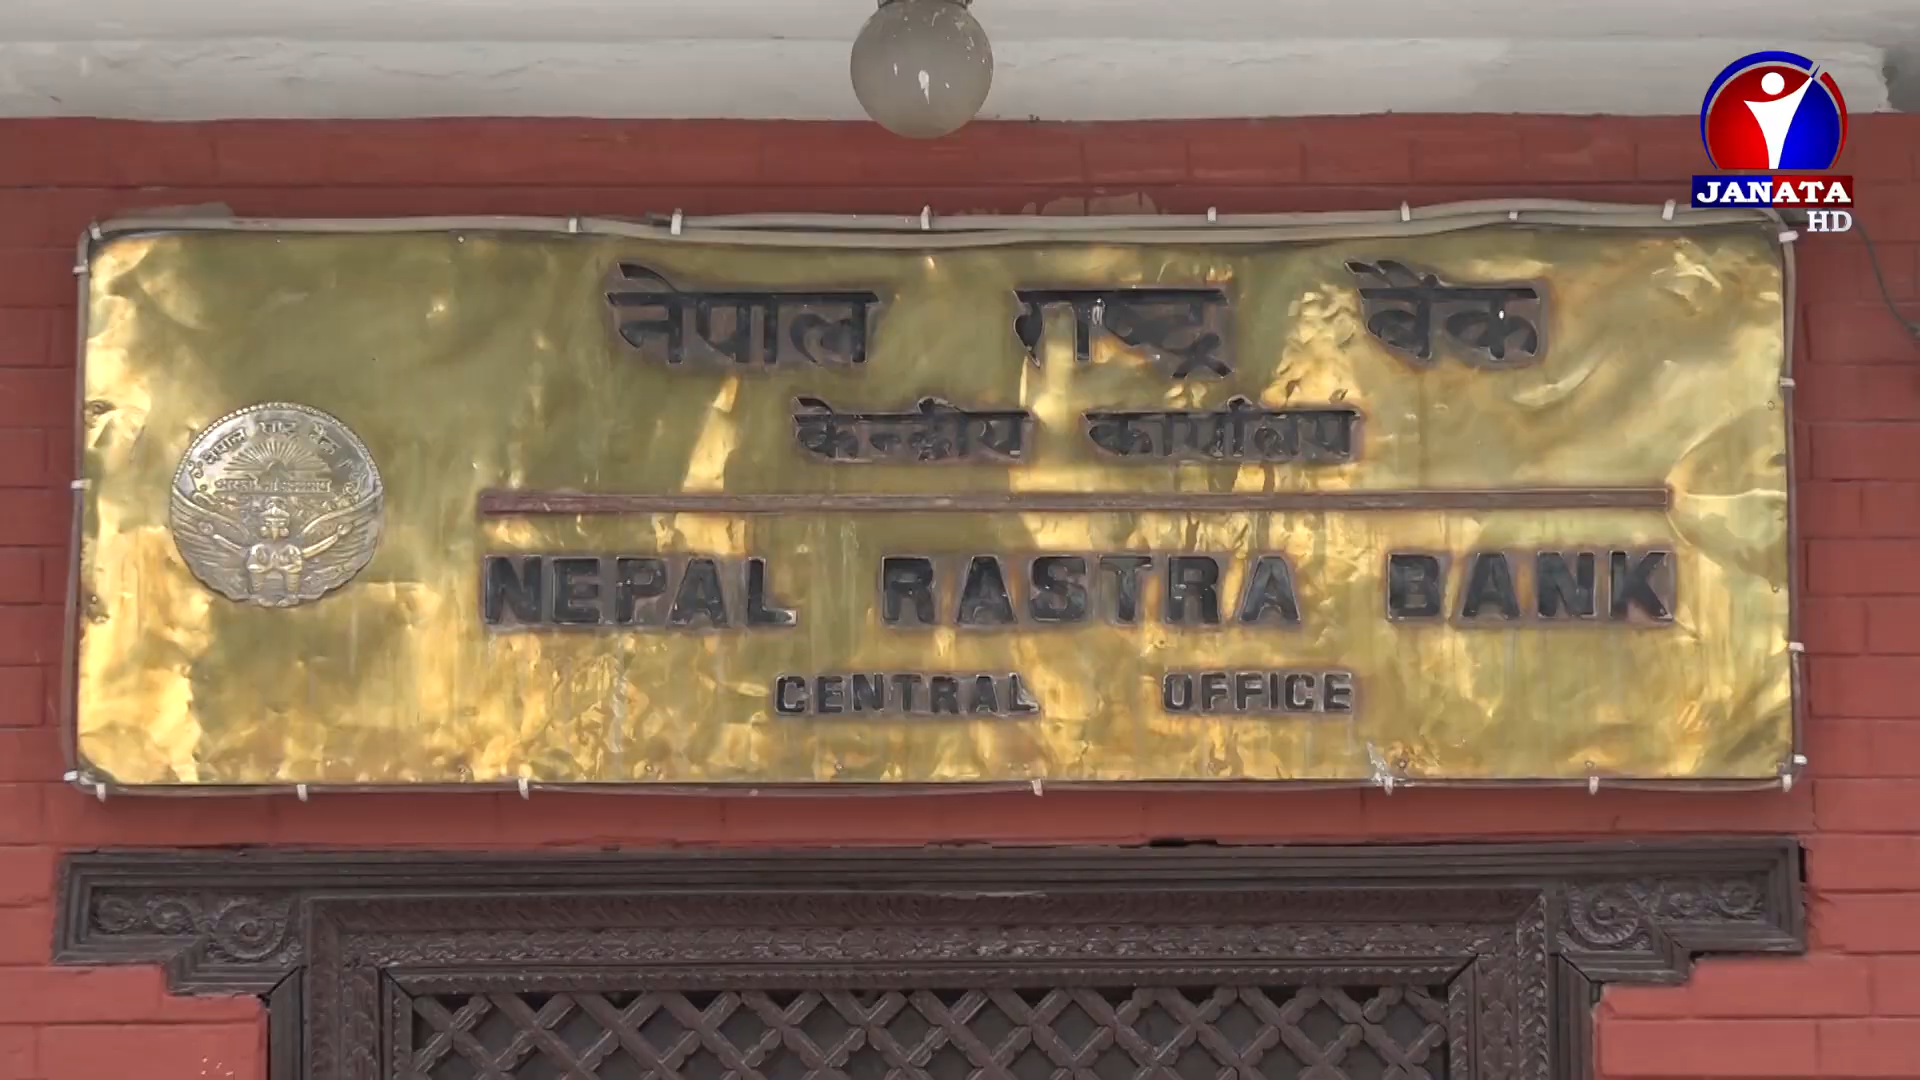 JANATA
HD
नेपाल राष्ट्र बैंक
केन्द्रीय कार्यालय
नेपाल राष्ट्र बैंक
NEPAL RASTRA BANK
CENTRAL OFFICE